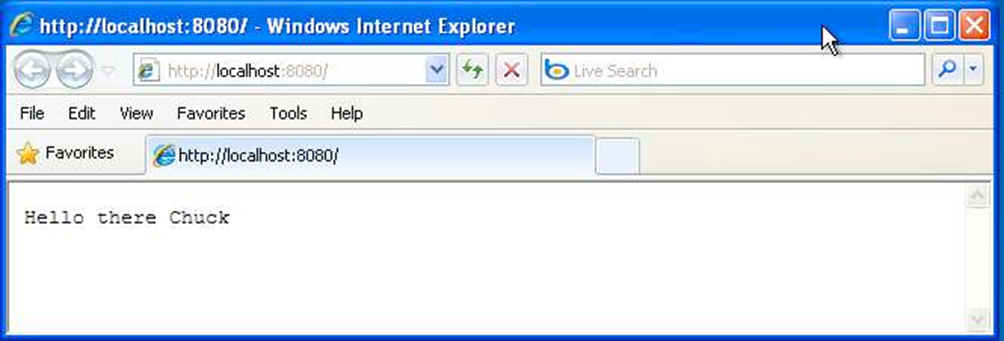 http://localhost:8080/ - Windows Internet Explorer
http://localhost:8080/ Live Search
File Edit View Favorites Tools Help
Favorites http://localhost:8080/
Hello there Chuck